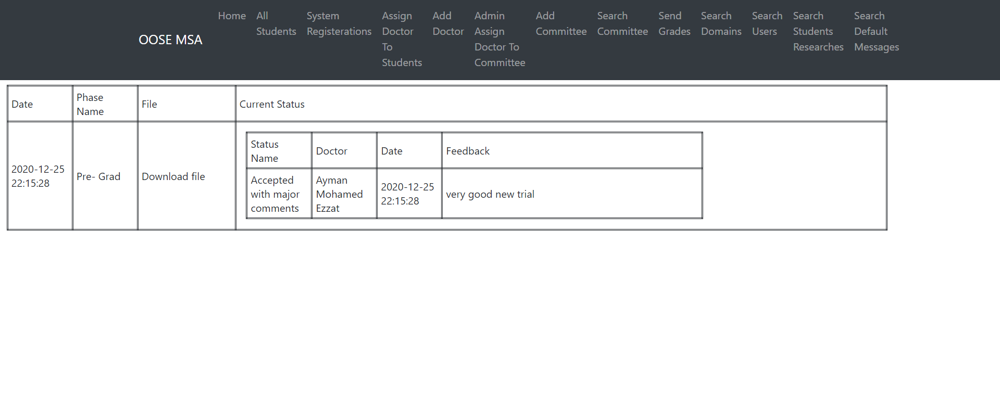 OOSE MSA
Home
All
Students
System
Registerations
Assign
Doctor
To
Students
Add
Doctor
Admin
Assign
Doctor To
Committee
Add
Committee
Search
Committee
Send
Grades
Search
Domains
Search
Users
Search
Students
Researches
Search
Default
Messages
Date
Phase
Name
File
Current Status
2020-12-25
22:15:28
Pre- Grad
Download file
Status
Name
Doctor
Date
Feedback
Accepted
with major
comments
Ayman
Mohamed
Ezzat
2020-12-25
22:15:28
very good new trial